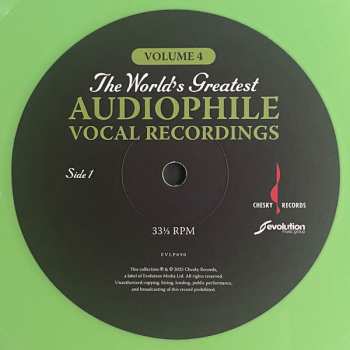 VOLUME 4
The World's Greatest
AUDIOPHILE
VOCAL RECORDINGS
Side 1
CHESKY RECORDS
evolution
music group
33⅓ RPM
EVLP090
This collection ℗ & © 2025 Chesky Records,
a label of Evolution Media Ltd. All rights reserved.
Unauthorized copying, hiring, lending, public performance,
and broadcasting of this record prohibited.